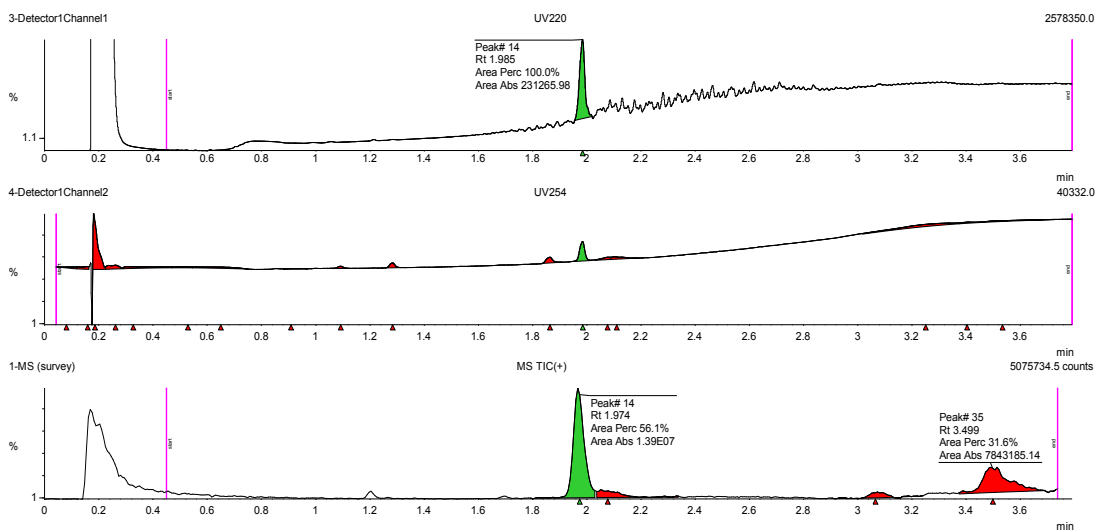 3-Detector1Channel1 UV220 2578350.0
Peak# 14
Rt 1.985
Area Perc 100.0%
Area Abs 231265.98
start
end
%
1.1
0 0.2 0.4 0.6 0.8 1 1.2 1.4 1.6 1.8 2 2.2 2.4 2.6 2.8 3 3.2 3.4 3.6
min
4-Detector1Channel2 UV254 40332.0
start
end
%
1
0 0.2 0.4 0.6 0.8 1 1.2 1.4 1.6 1.8 2 2.2 2.4 2.6 2.8 3 3.2 3.4 3.6
min
1-MS (survey) MS TIC(+) 5075734.5 counts
Peak# 14
Rt 1.974
Area Perc 56.1%
Area Abs 1.39E07
Peak# 35
Rt 3.499
Area Perc 31.6%
Area Abs 7843185.14
start
end
%
1
0 0.2 0.4 0.6 0.8 1 1.2 1.4 1.6 1.8 2 2.2 2.4 2.6 2.8 3 3.2 3.4 3.6
min